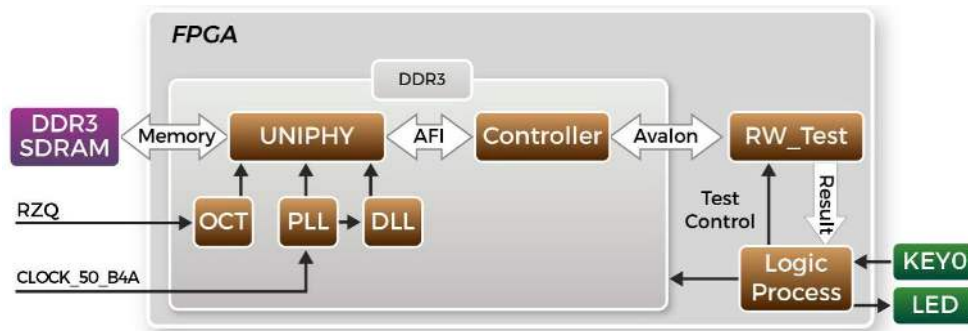 FPGA
DDR3
DDR3
SDRAM
Memory
UNIPHY
AFI
Controller
Avalon
RW_Test
RZQ
OCT
PLL
DLL
Test
Control
Result
CLOCK_50_B4A
Logic
Process
KEY0
LED